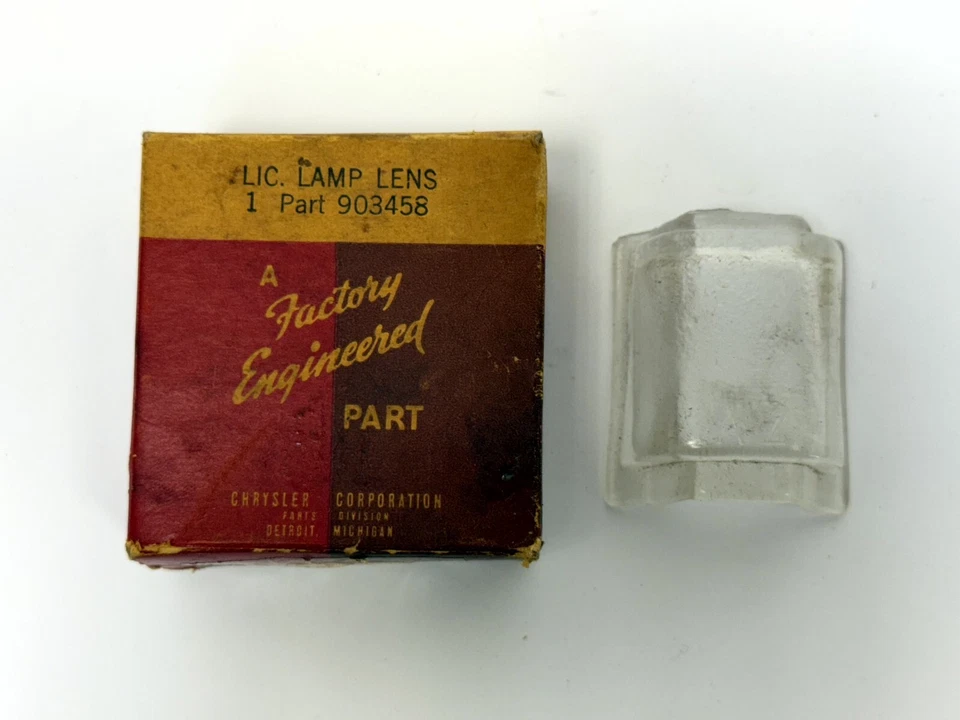 LIC. LAMP LENS
1 Part 903458
A
Factory
Engineered
PART
CHRYSLER CORPORATION
PARTS DIVISION
DETROIT, MICHIGAN